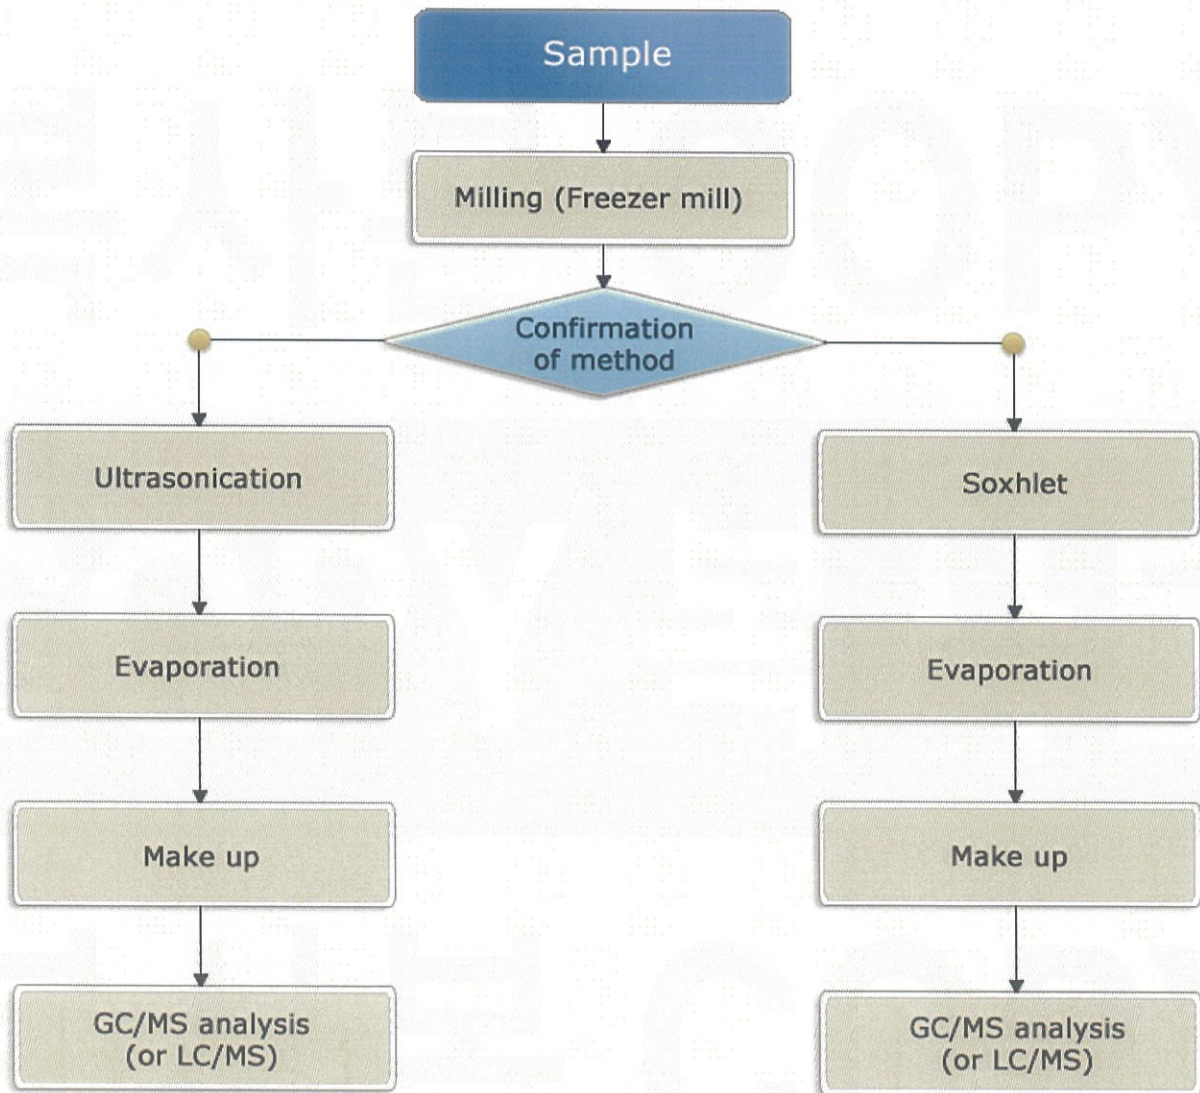 Sample
Milling (Freezer mill)
Confirmation
of method
Ultrasonication
Evaporation
Make up
GC/MS analysis
(or LC/MS)
Soxhlet
Evaporation
Make up
GC/MS analysis
(or LC/MS)